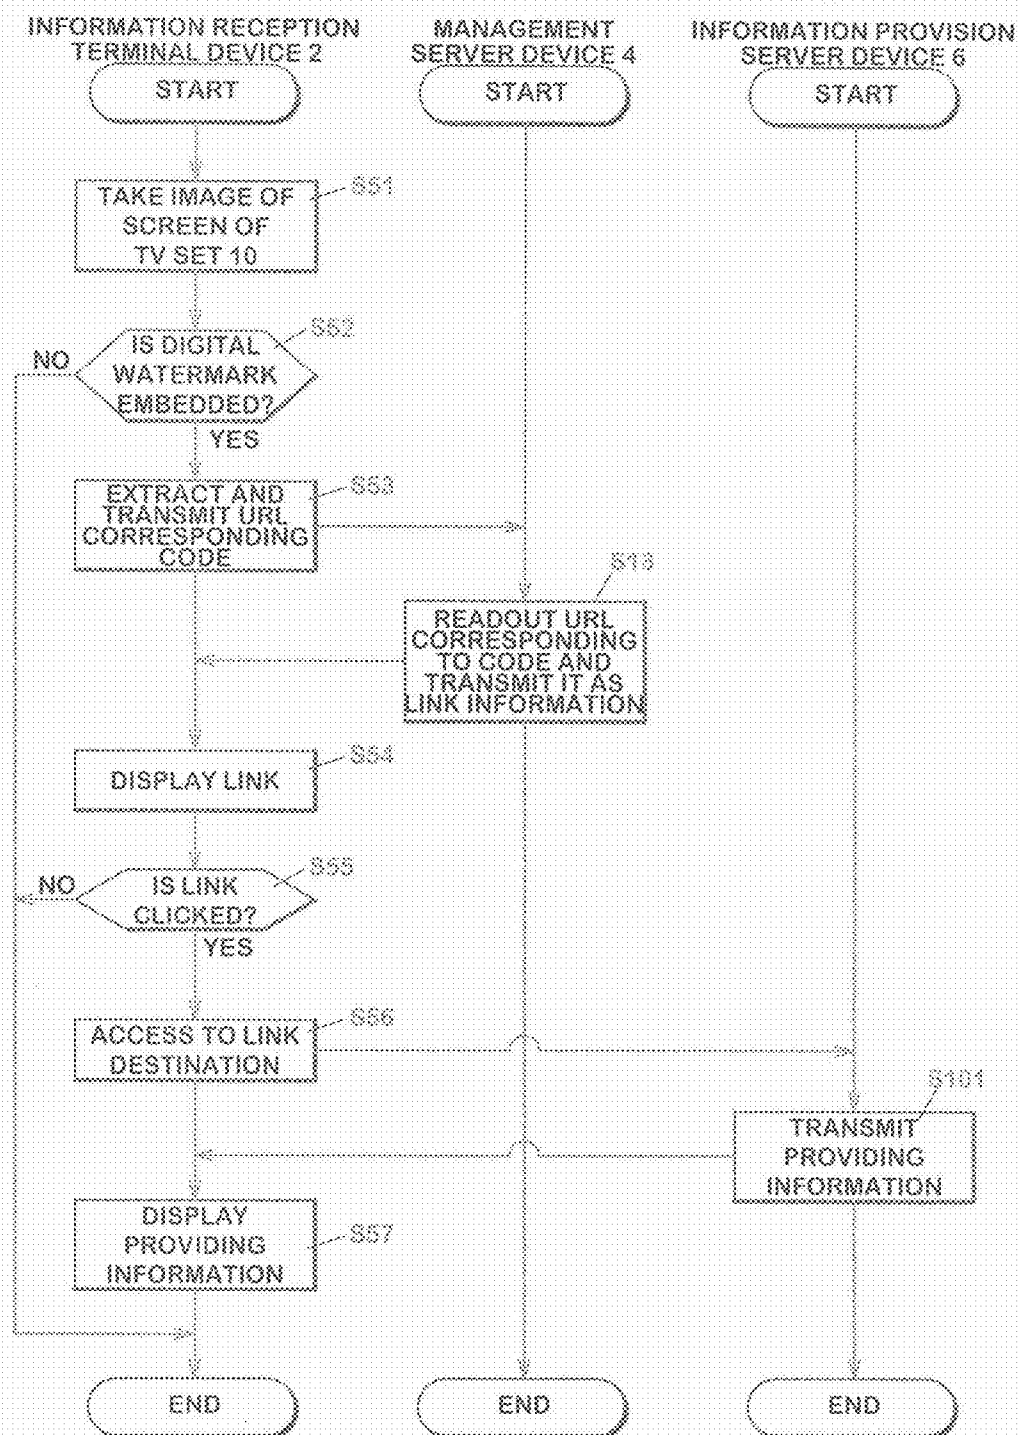 INFORMATION RECEPTION
TERMINAL DEVICE 2
MANAGEMENT
SERVER DEVICE 4
INFORMATION PROVISION
SERVER DEVICE 6
START
START
START
S51
TAKE IMAGE OF
SCREEN OF
TV SET 10
S52
IS DIGITAL
WATERMARK
EMBEDDED?
NO
YES
S53
EXTRACT AND
TRANSMIT URL
CORRESPONDING
CODE
S13
READOUT URL
CORRESPONDING
TO CODE AND
TRANSMIT IT AS
LINK INFORMATION
S54
DISPLAY LINK
S55
IS LINK
CLICKED?
NO
YES
S56
ACCESS TO LINK
DESTINATION
S101
TRANSMIT
PROVIDING
INFORMATION
S57
DISPLAY
PROVIDING
INFORMATION
END
END
END